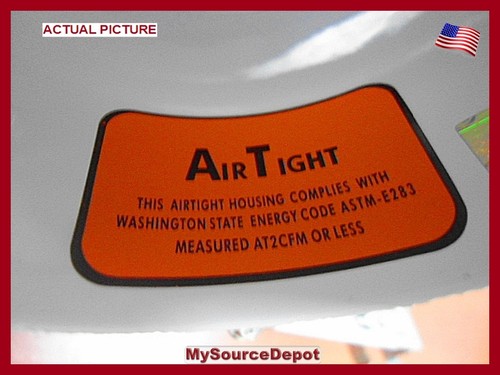 ACTUAL PICTURE
AIRTIGHT
THIS AIRTIGHT HOUSING COMPLIES WITH
WASHINGTON STATE ENERGY CODE ASTM-E283
MEASURED AT2CFM OR LESS
MySourceDepot